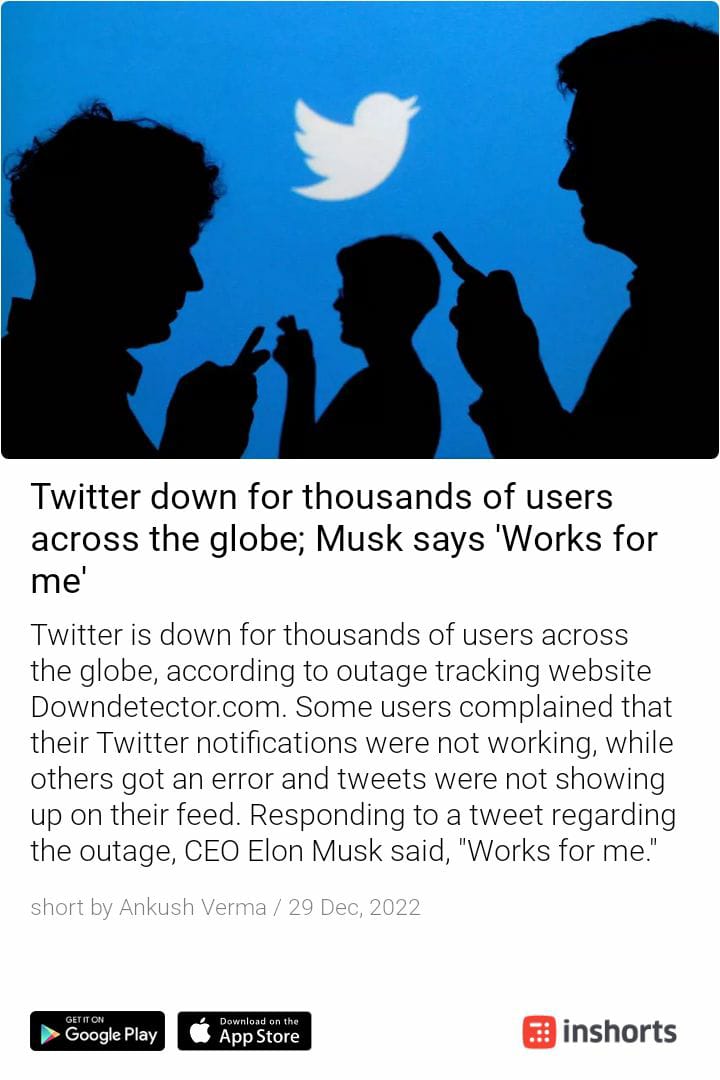 Twitter down for thousands of users
across the globe; Musk says 'Works for
me'
Twitter is down for thousands of users across
the globe, according to outage tracking website
Downdetector.com. Some users complained that
their Twitter notifications were not working, while
others got an error and tweets were not showing
up on their feed. Responding to a tweet regarding
the outage, CEO Elon Musk said, "Works for me."
short by Ankush Verma / 29 Dec, 2022
GET IT ON
Google Play
Download on the
App Store
inshorts